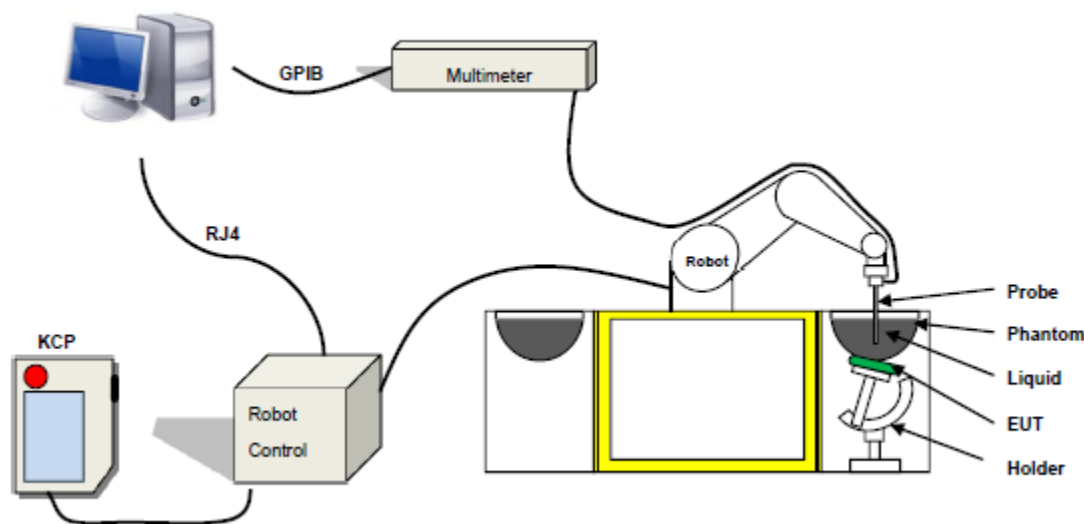 GPIB
Multimeter
RJ4
Robot
Probe
Phantom
Liquid
EUT
Holder
KCP
Robot
Control